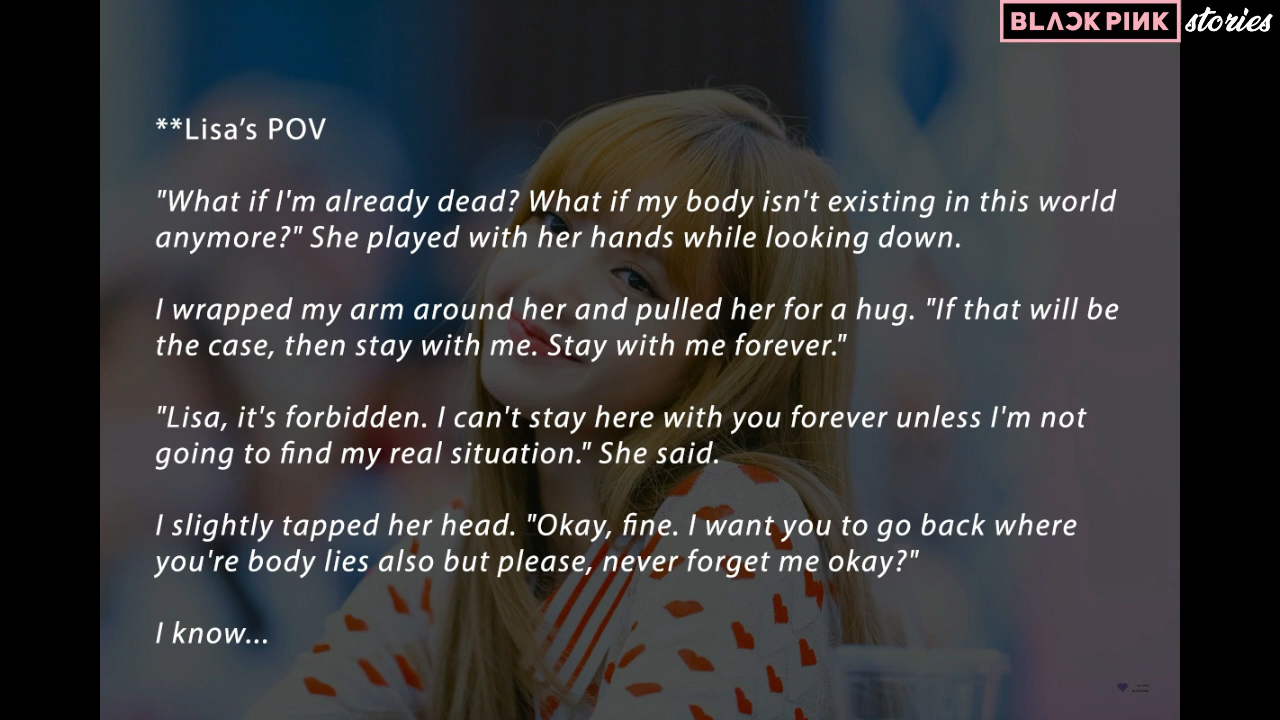 BLACKPINK stories
**Lisa's POV
"What if I'm already dead? What if my body isn't existing in this world
anymore?" She played with her hands while looking down.
I wrapped my arm around her and pulled her for a hug. "If that will be
the case, then stay with me. Stay with me forever."
"Lisa, it's forbidden. I can't stay here with you forever unless I'm not
going to find my real situation." She said.
I slightly tapped her head. "Okay, fine. I want you to go back where
you're body lies also but please, never forget me okay?"
I know...